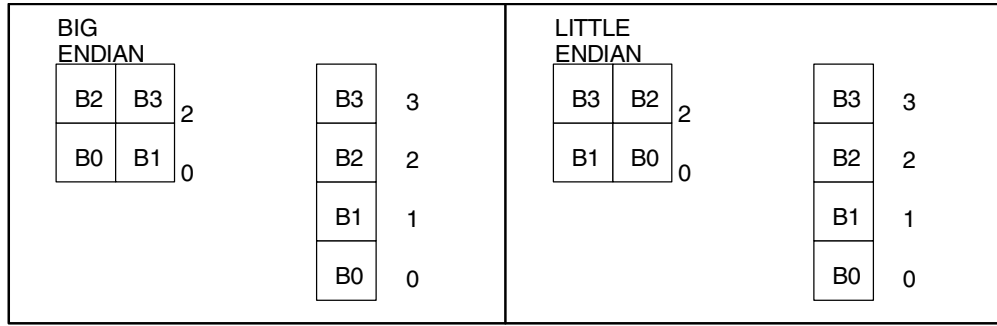 BIG
ENDIAN
B2 B3 2
B0 B1 0
B3 3
B2 2
B1 1
B0 0
LITTLE
ENDIAN
B3 B2 2
B1 B0 0
B3 3
B2 2
B1 1
B0 0